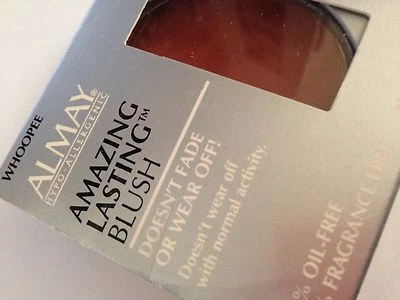 WHOOPEE
ALMAY®
HYPO-ALLERGENIC
AMAZING
LASTING™
BLUSH
DOESN'T FADE
OR WEAR OFF!
Doesn't wear off
with normal activity.
% OIL-FREE
% FRAGRANCE FREE